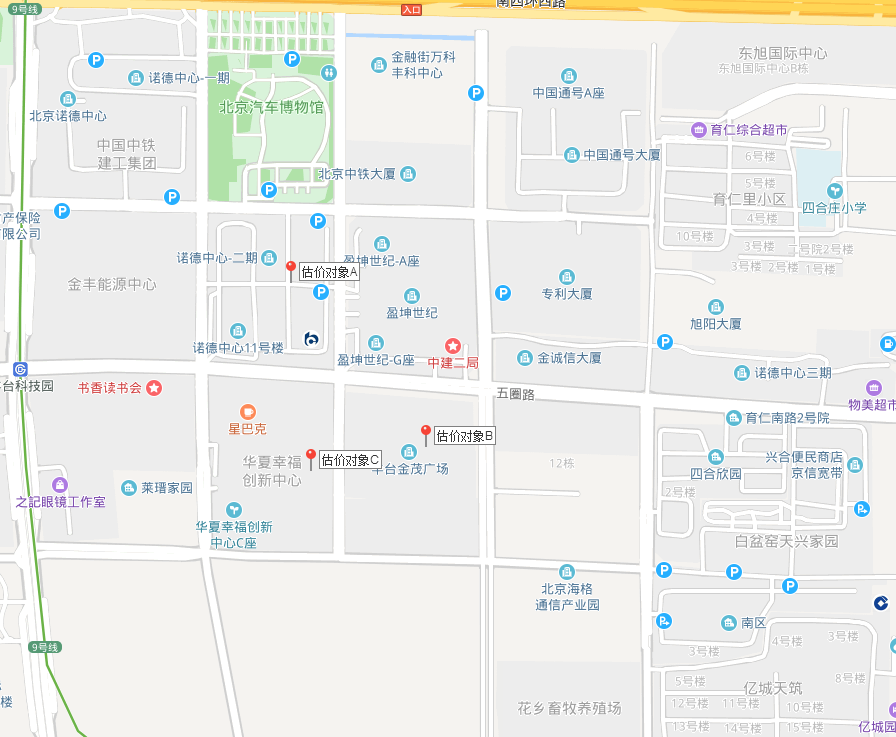 9号线
入口
南四环西路
金融街万科
丰科中心
东旭国际中心
东旭国际中心B栋
诺德中心-一期
中国通号A座
北京诺德中心
北京汽车博物馆
育仁综合超市
中国中铁
建工集团
中国通号大厦
6号楼
北京中铁大厦
5号楼
育仁里小区
四合庄小学
产保险
限公司
4号楼
10号楼
3号楼
二号院2号楼
诺德中心-二期
盈坤世纪-A座
3号楼
2号楼
1号楼
估价对象A
金丰能源中心
专利大厦
盈坤世纪
旭阳大厦
诺德中心11号楼
盈坤世纪-G座
中建二局
金诚信大厦
诺德中心三期
台科技园
书香读书会
五圈路
物美超市
育仁南路2号院
星巴克
估价对象B
华夏幸福
创新中心
估价对象C
丰台金茂广场
12栋
四合欣园
兴合便民商店
京信宽带
莱瑨家园
2号楼
之記眼镜工作室
华夏幸福创新
中心C座
白盆窑天兴家园
北京海格
通信产业园
南区
9号线
4号楼
3号楼
3号楼
5号楼
亿城天筑
8号楼
楼
12号楼
11号楼
10号楼
花乡畜牧养殖场
13号楼
14号楼
15号楼
亿城园